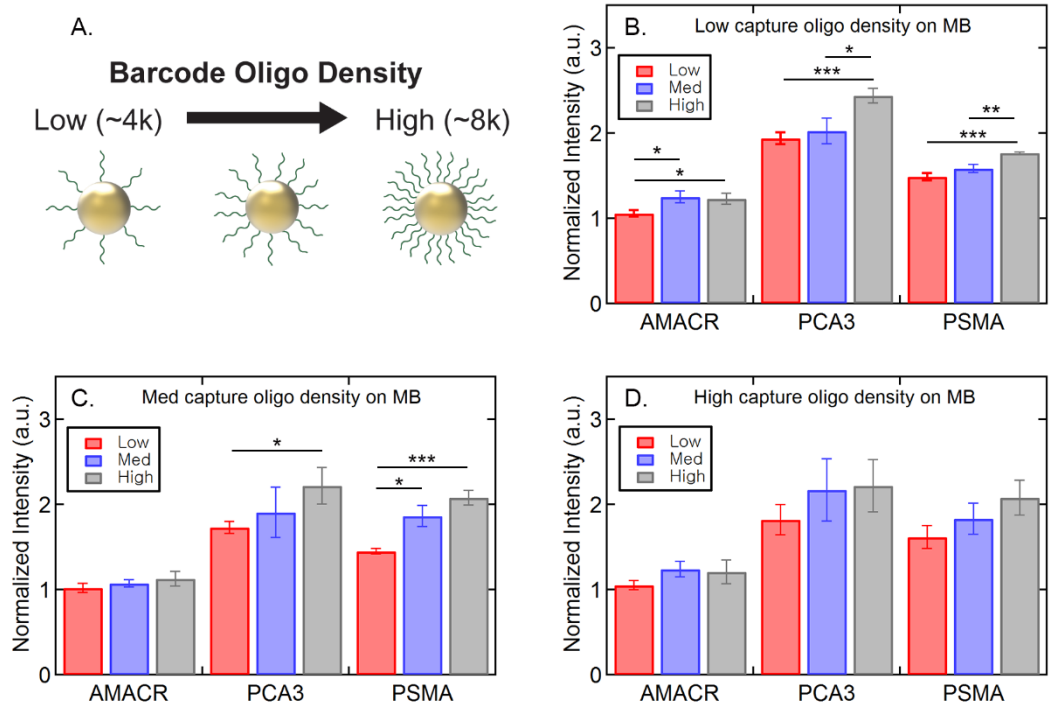 A.
Barcode Oligo Density
Low (~4k)
High (~8k)
B.
Low capture oligo density on MB
Normalized Intensity (a.u.)
3
2
1
0
Low
Med
High
*
*
***
*
***
**
AMACR
PCA3
PSMA
C.
Med capture oligo density on MB
Normalized Intensity (a.u.)
3
2
1
0
Low
Med
High
*
***
*
AMACR
PCA3
PSMA
D.
High capture oligo density on MB
Normalized Intensity (a.u.)
3
2
1
0
Low
Med
High
AMACR
PCA3
PSMA